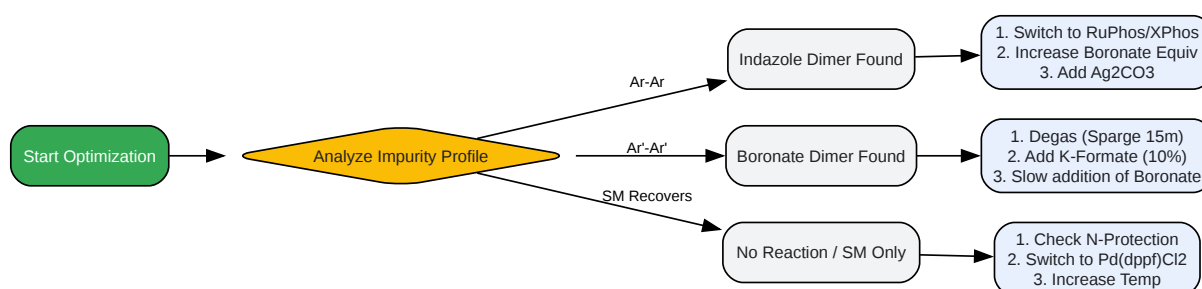 Start Optimization
Analyze Impurity Profile
Ar-Ar
Indazole Dimer Found
1. Switch to RuPhos/XPhos
2. Increase Boronate Equiv
3. Add Ag2CO3
Ar'-Ar'
Boronate Dimer Found
1. Degas (Sparge 15m)
2. Add K-Formate (10%)
3. Slow addition of Boronate
SM Recovers
No Reaction / SM Only
1. Check N-Protection
2. Switch to Pd(dppf)Cl2
3. Increase Temp